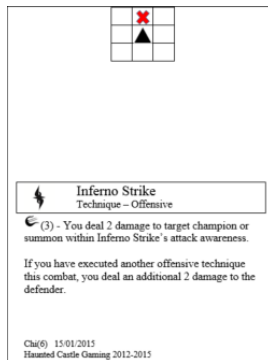 Inferno Strike
Technique – Offensive
(3) - You deal 2 damage to target champion or
summon within Inferno Strike's attack awareness.
If you have executed another offensive technique
this combat, you deal an additional 2 damage to the
defender.
Chi(6) 15/01/2015
Haunted Castle Gaming 2012-2015